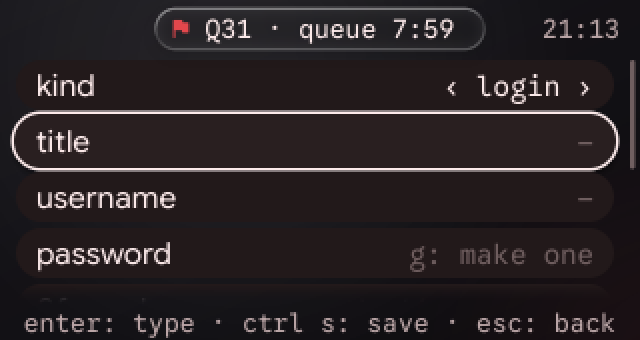 Q31 · queue 7:59
21:13
kind ‹ login ›
title –
username –
password g: make one
enter: type · ctrl s: save · esc: back